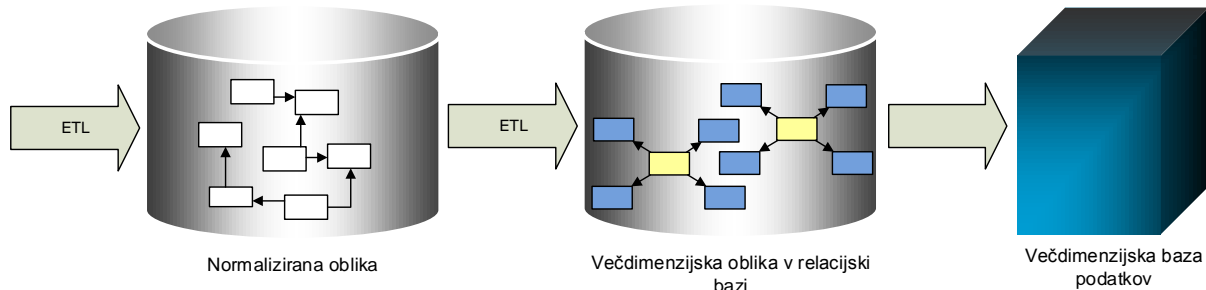 ETL
ETL
Normalizirana oblika
Večdimenzijska oblika v relacijski
bazi
Večdimenzijska baza
podatkov